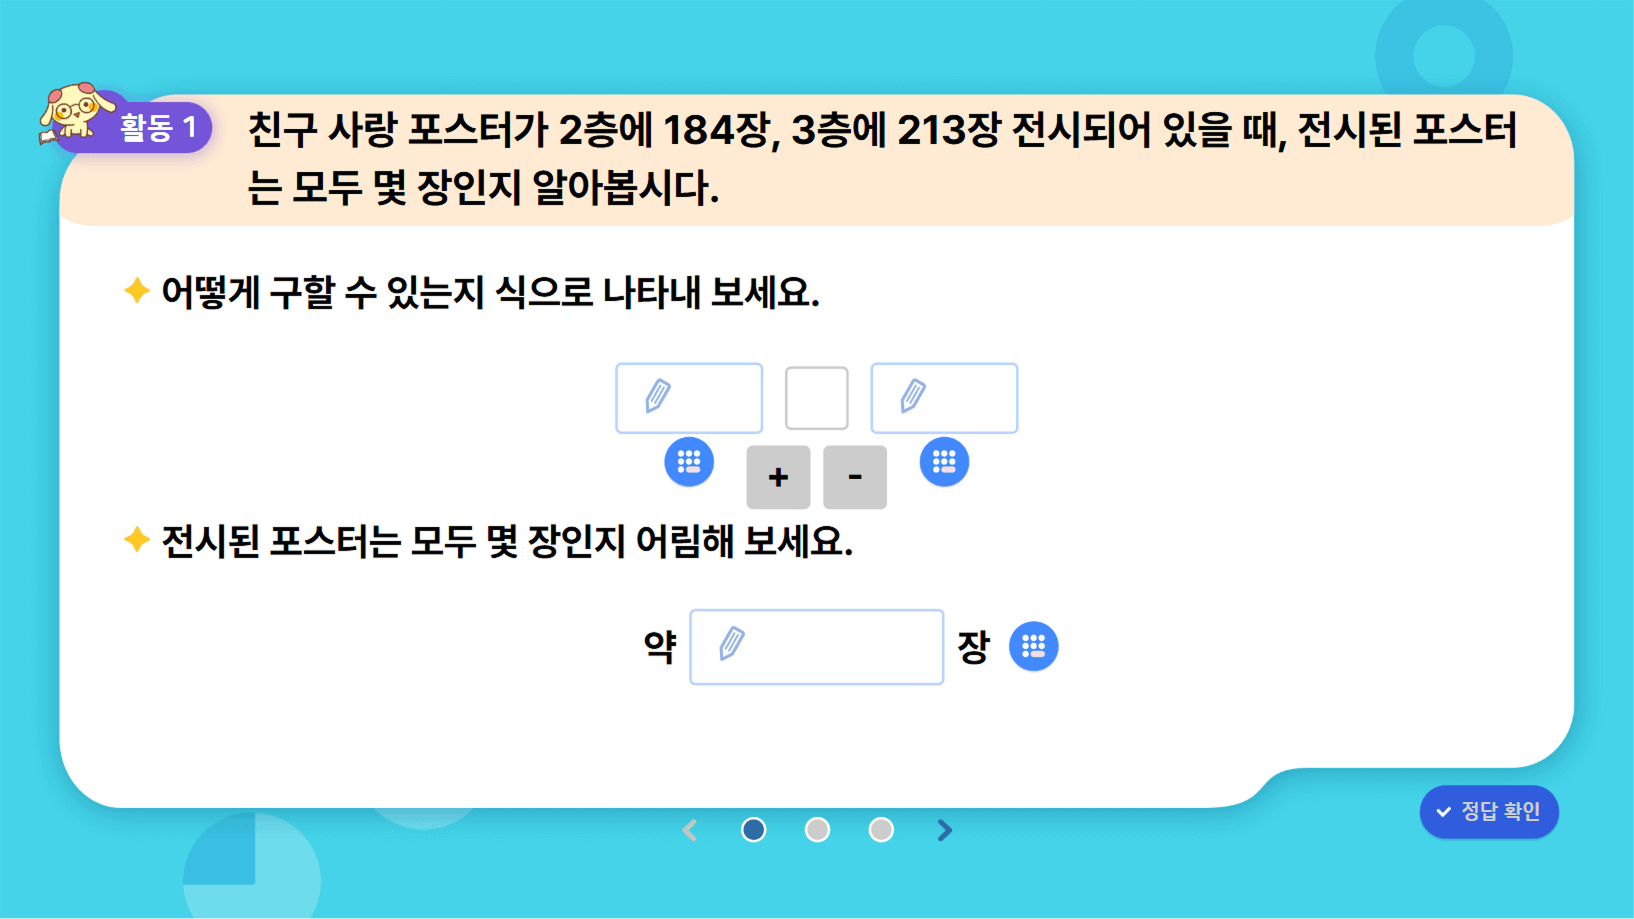 활동 1
친구 사랑 포스터가 2층에 184장, 3층에 213장 전시되어 있을 때, 전시된 포스터
는 모두 몇 장인지 알아봅시다.
어떻게 구할 수 있는지 식으로 나타내 보세요.
+ -
전시된 포스터는 모두 몇 장인지 어림해 보세요.
약 장
정답 확인